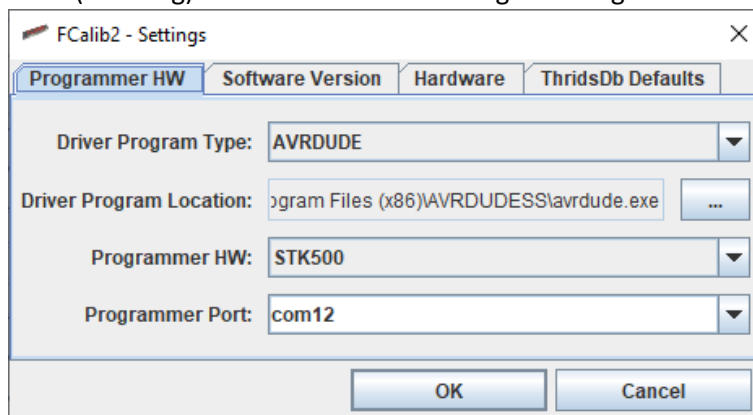 FCalib2 - Settings
Programmer HW Software Version Hardware ThridsDb Defaults
Driver Program Type: AVRDUDE
Driver Program Location: ogram Files (x86)\AVRDUDESS\avrdude.exe ...
Programmer HW: STK500
Programmer Port: com12
OK Cancel